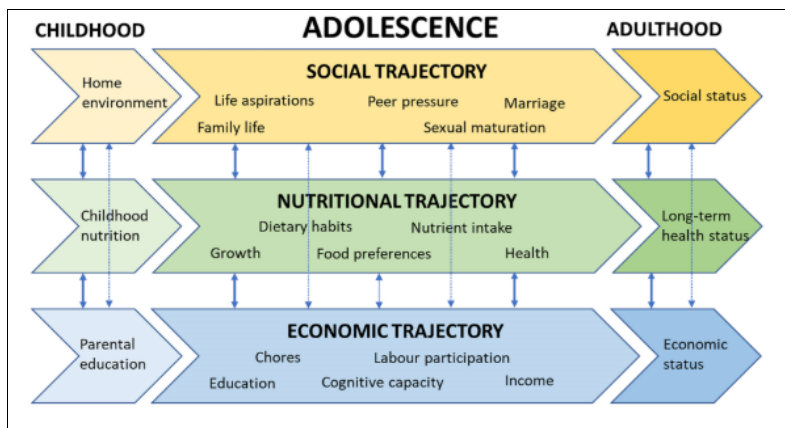 CHILDHOOD
ADOLESCENCE
ADULTHOOD
Home
environment
SOCIAL TRAJECTORY
Life aspirations
Peer pressure
Marriage
Family life
Sexual maturation
Social status
Childhood
nutrition
NUTRITIONAL TRAJECTORY
Dietary habits
Nutrient intake
Growth
Food preferences
Health
Long-term
health status
Parental
education
ECONOMIC TRAJECTORY
Chores
Labour participation
Education
Cognitive capacity
Income
Economic
status